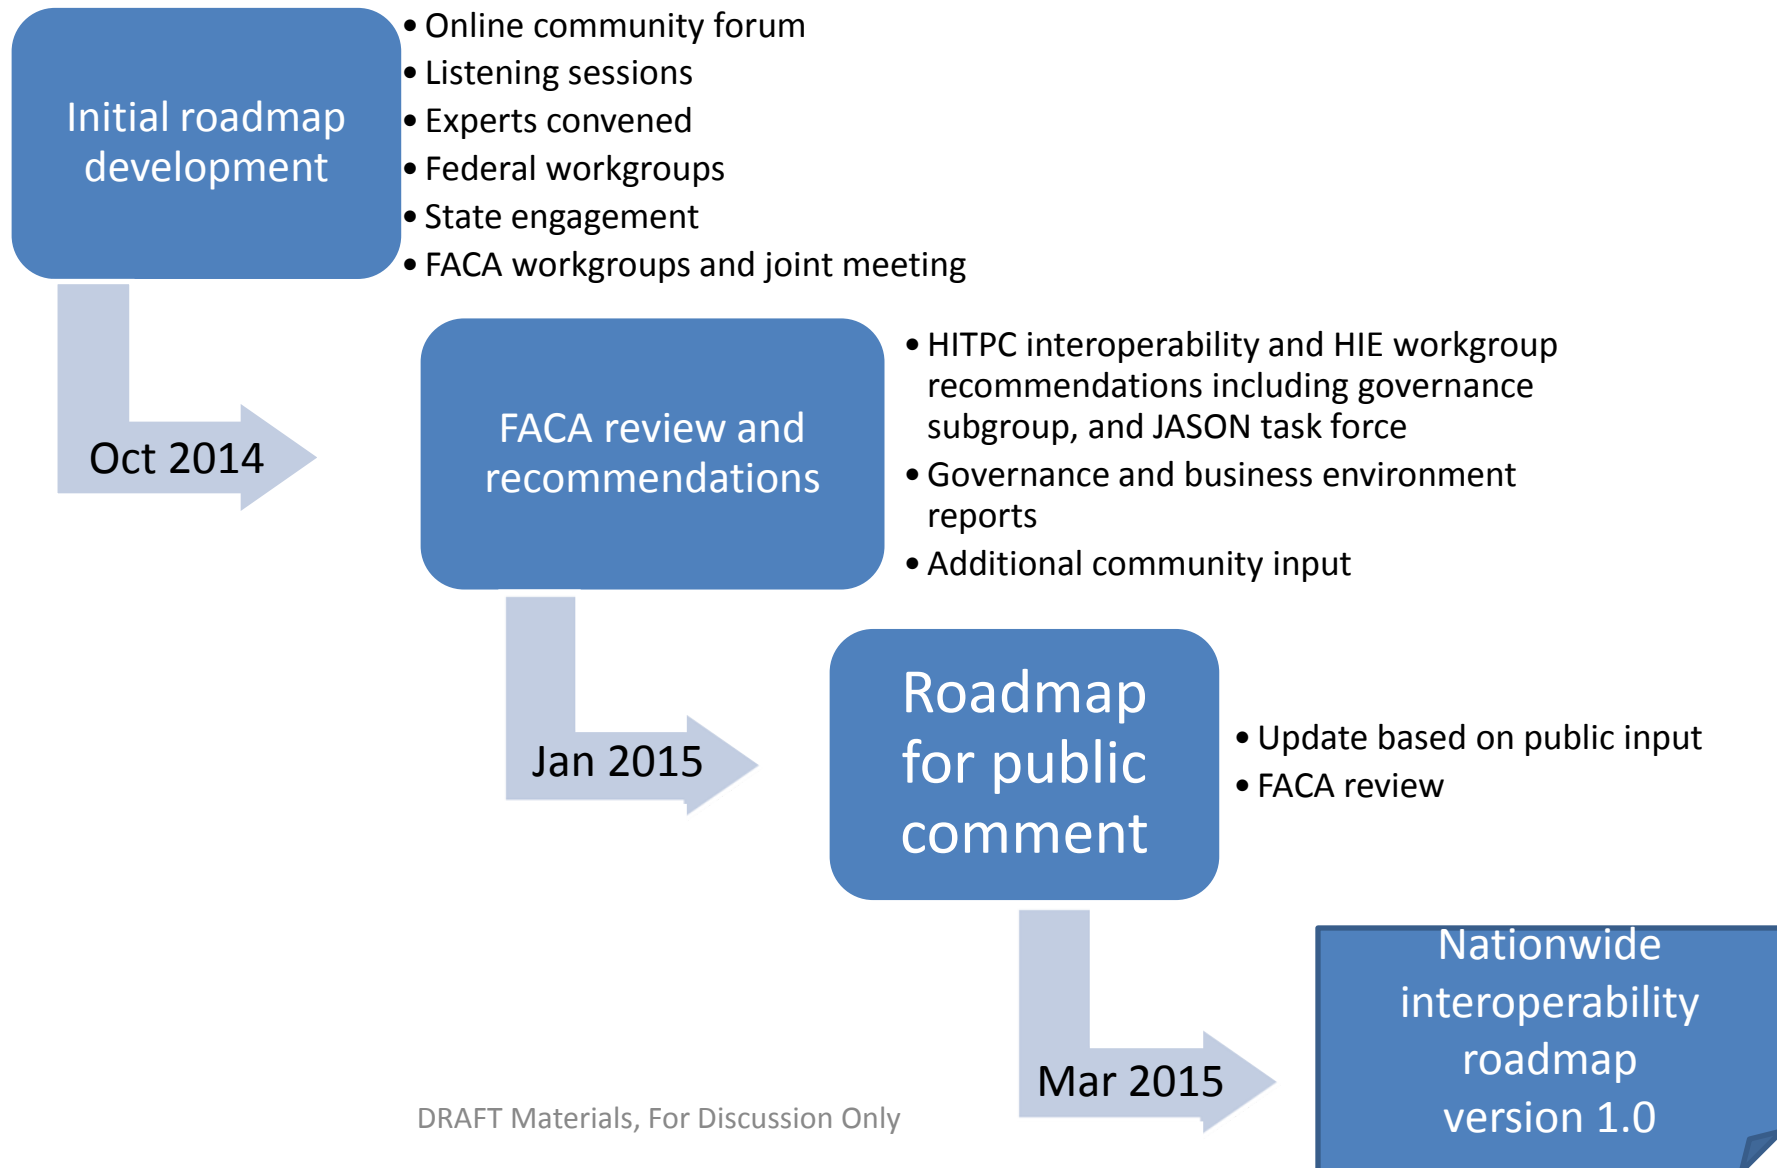 Initial roadmap
development
• Online community forum
• Listening sessions
• Experts convened
• Federal workgroups
• State engagement
• FACA workgroups and joint meeting
Oct 2014
FACA review and
recommendations
• HITPC interoperability and HIE workgroup
recommendations including governance
subgroup, and JASON task force
• Governance and business environment
reports
• Additional community input
Jan 2015
Roadmap
for public
comment
• Update based on public input
• FACA review
Mar 2015
Nationwide
interoperability
roadmap
version 1.0
DRAFT Materials, For Discussion Only